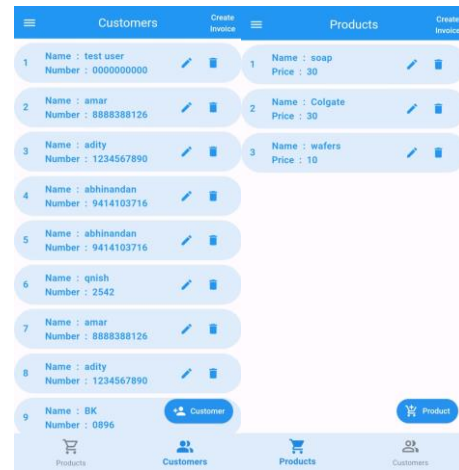 Customers
Create
Invoice
1
Name : test user
Number : 0000000000
2
Name : amar
Number : 8888388126
3
Name : adity
Number : 1234567890
4
Name : abhinandan
Number : 9414103716
5
Name : abhinandan
Number : 9414103716
6
Name : qnish
Number : 2542
7
Name : amar
Number : 8888388126
8
Name : adity
Number : 1234567890
9
Name : BK
Number : 0896
Customer
Products
Customers
Products
Create
Invoice
1
Name : soap
Price : 30
2
Name : Colgate
Price : 30
3
Name : wafers
Price : 10
Product
Products
Customers